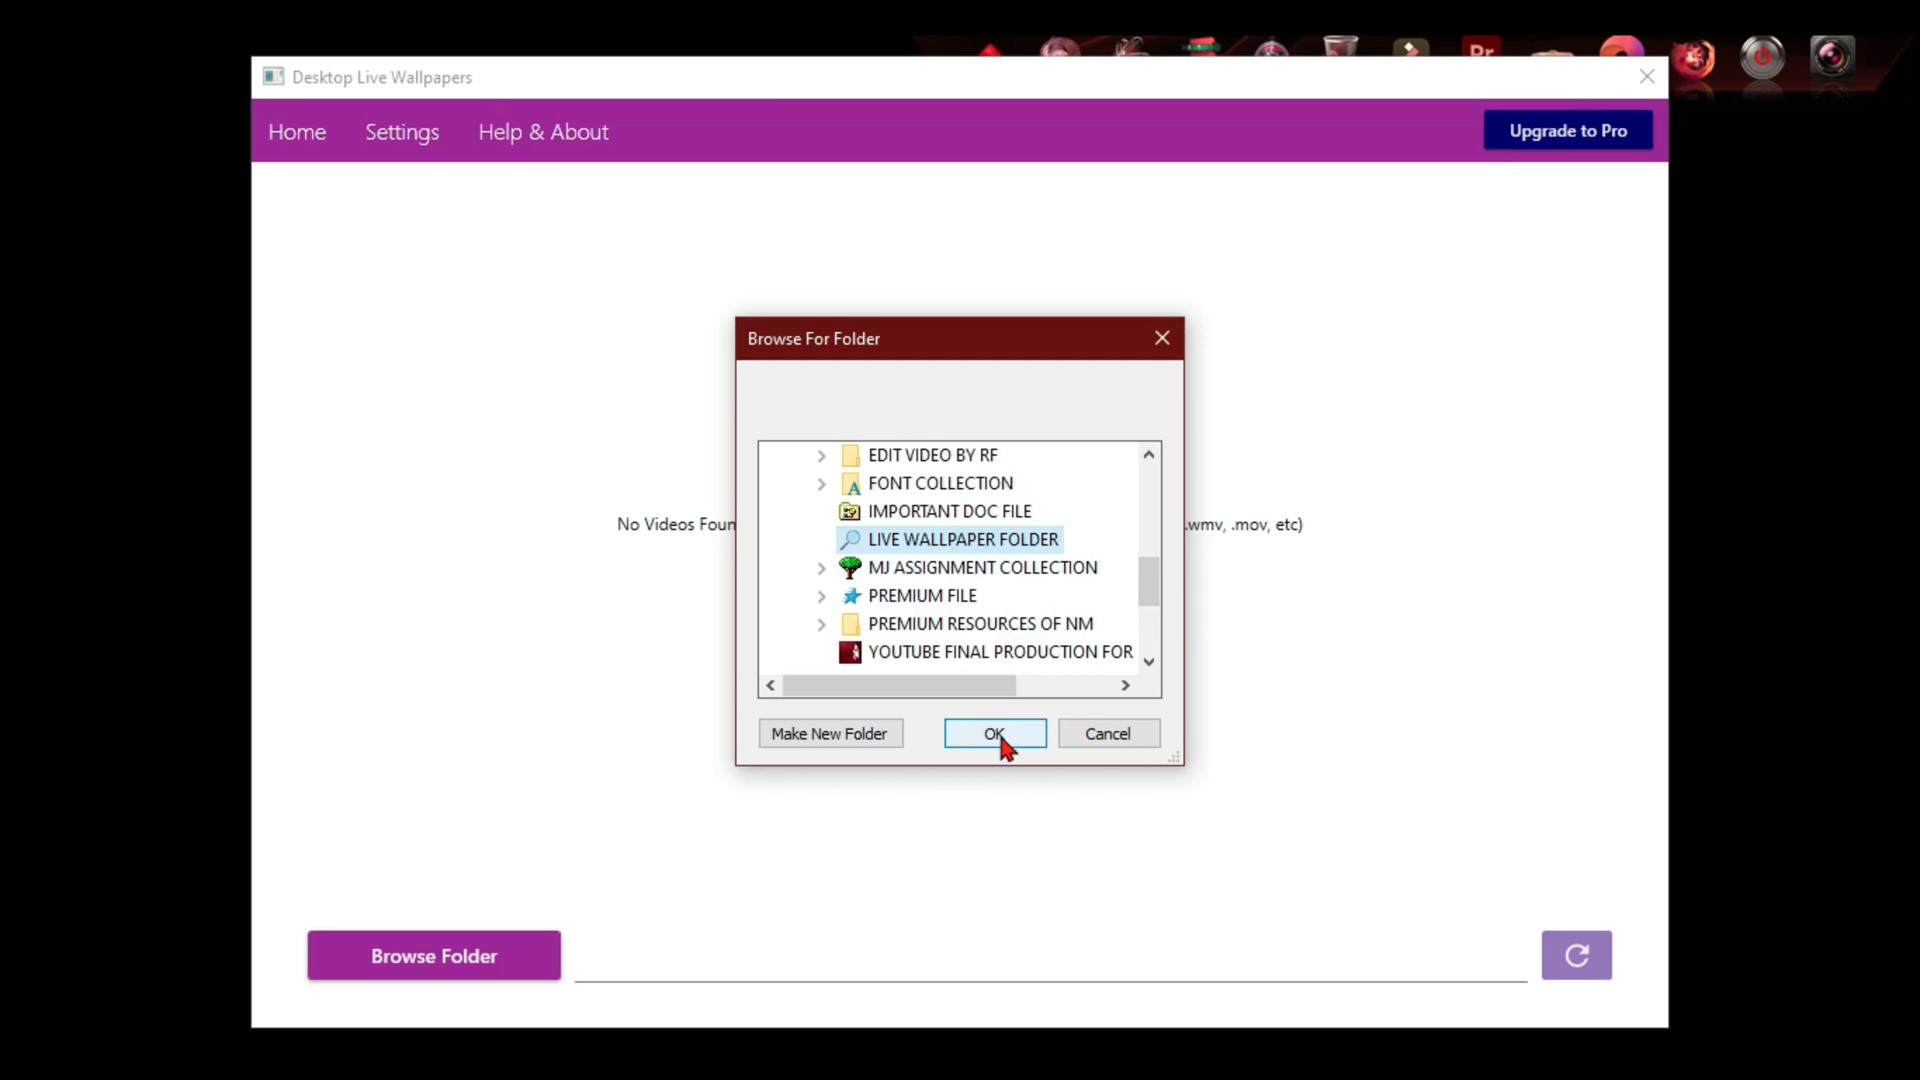 Pr
Desktop Live Wallpapers
Home Settings Help & About Upgrade to Pro
Browse For Folder
EDIT VIDEO BY RF
FONT COLLECTION
IMPORTANT DOC FILE
No Videos Foun .wmv, .mov, etc)
LIVE WALLPAPER FOLDER
MJ ASSIGNMENT COLLECTION
PREMIUM FILE
PREMIUM RESOURCES OF NM
YOUTUBE FINAL PRODUCTION FOR
Make New Folder OK Cancel
Browse Folder